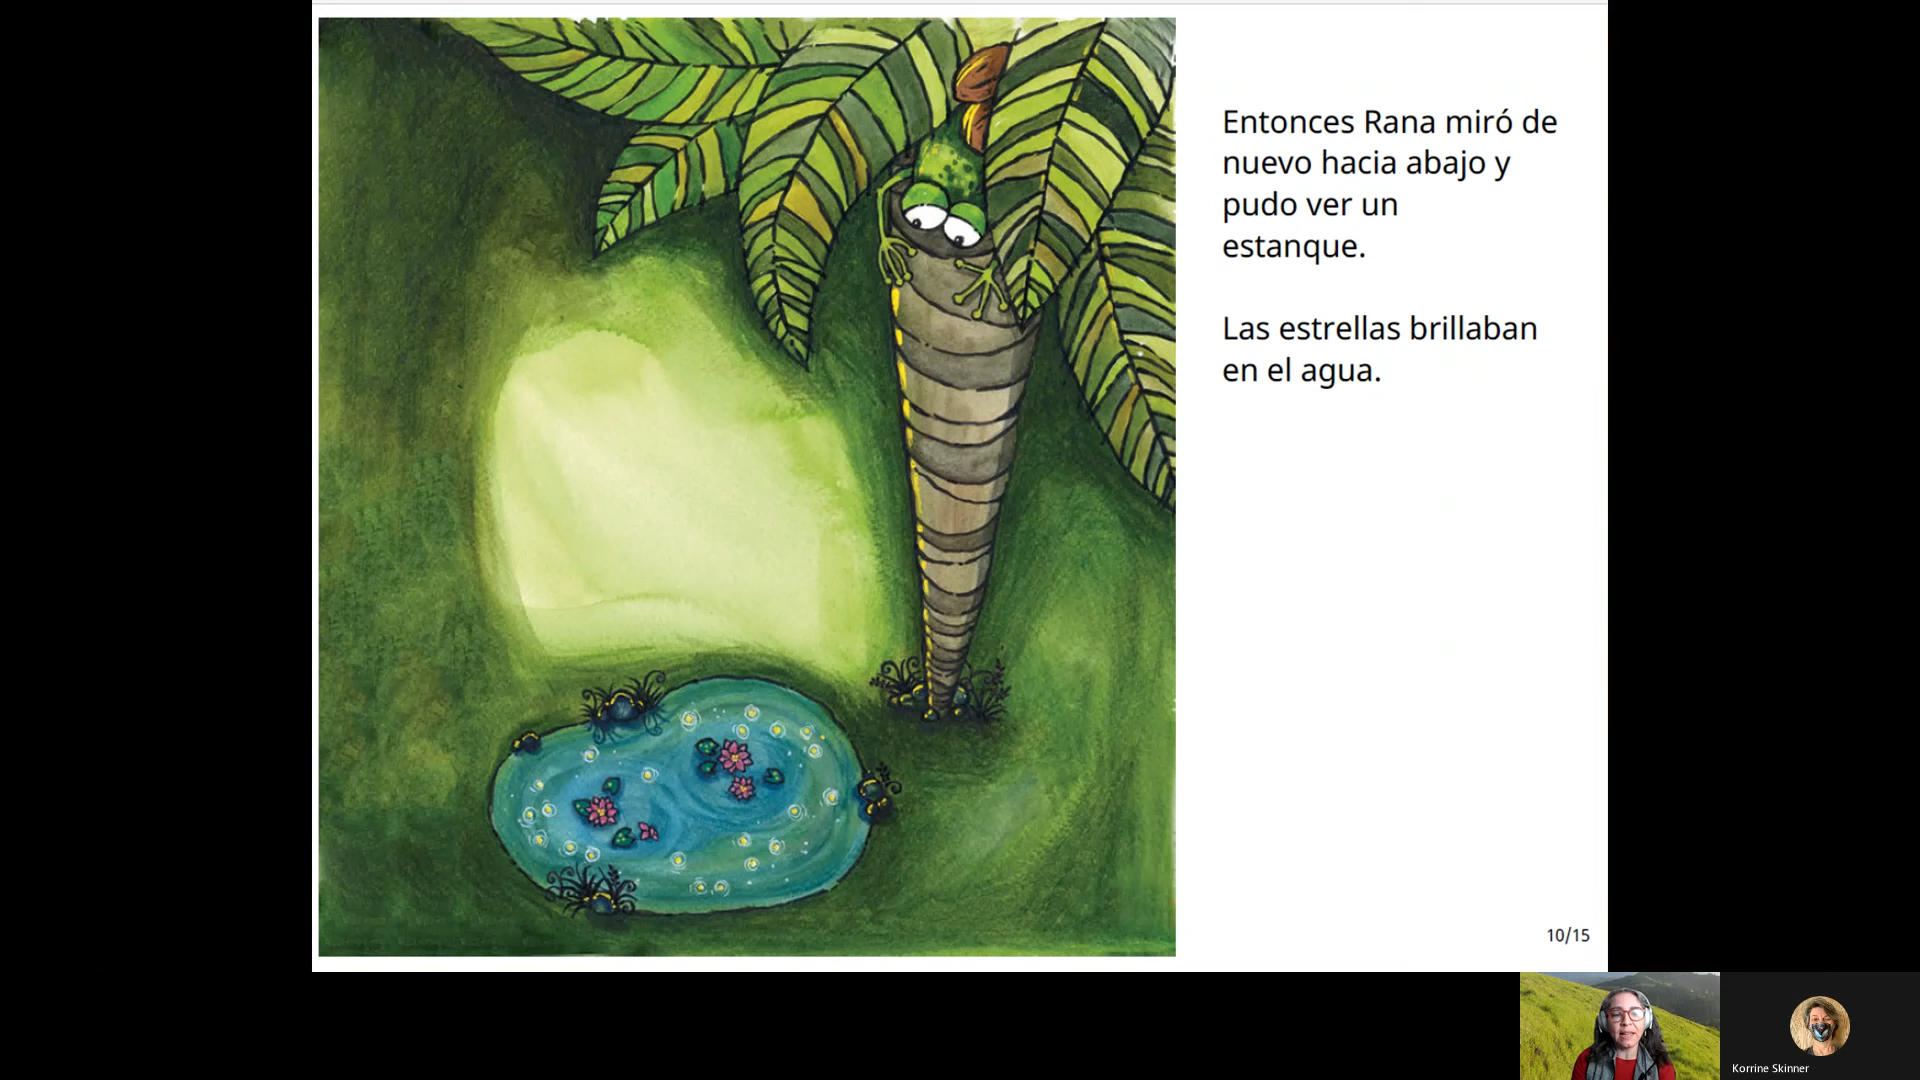 Entonces Rana miró de
nuevo hacia abajo y
pudo ver un
estanque.
Las estrellas brillaban
en el agua.
10/15
Korrine Skinner